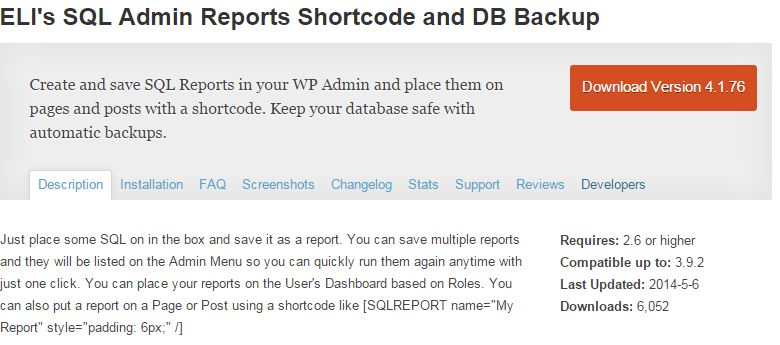 ELI's SQL Admin Reports Shortcode and DB Backup
Create and save SQL Reports in your WP Admin and place them on
pages and posts with a shortcode. Keep your database safe with
automatic backups.
Download Version 4.1.76
Description Installation FAQ Screenshots Changelog Stats Support Reviews Developers
Just place some SQL on in the box and save it as a report. You can save multiple reports
and they will be listed on the Admin Menu so you can quickly run them again anytime with
just one click. You can place your reports on the User's Dashboard based on Roles. You
can also put a report on a Page or Post using a shortcode like [SQLREPORT name="My
Report" style="padding: 6px;" /]
Requires: 2.6 or higher
Compatible up to: 3.9.2
Last Updated: 2014-5-6
Downloads: 6,052